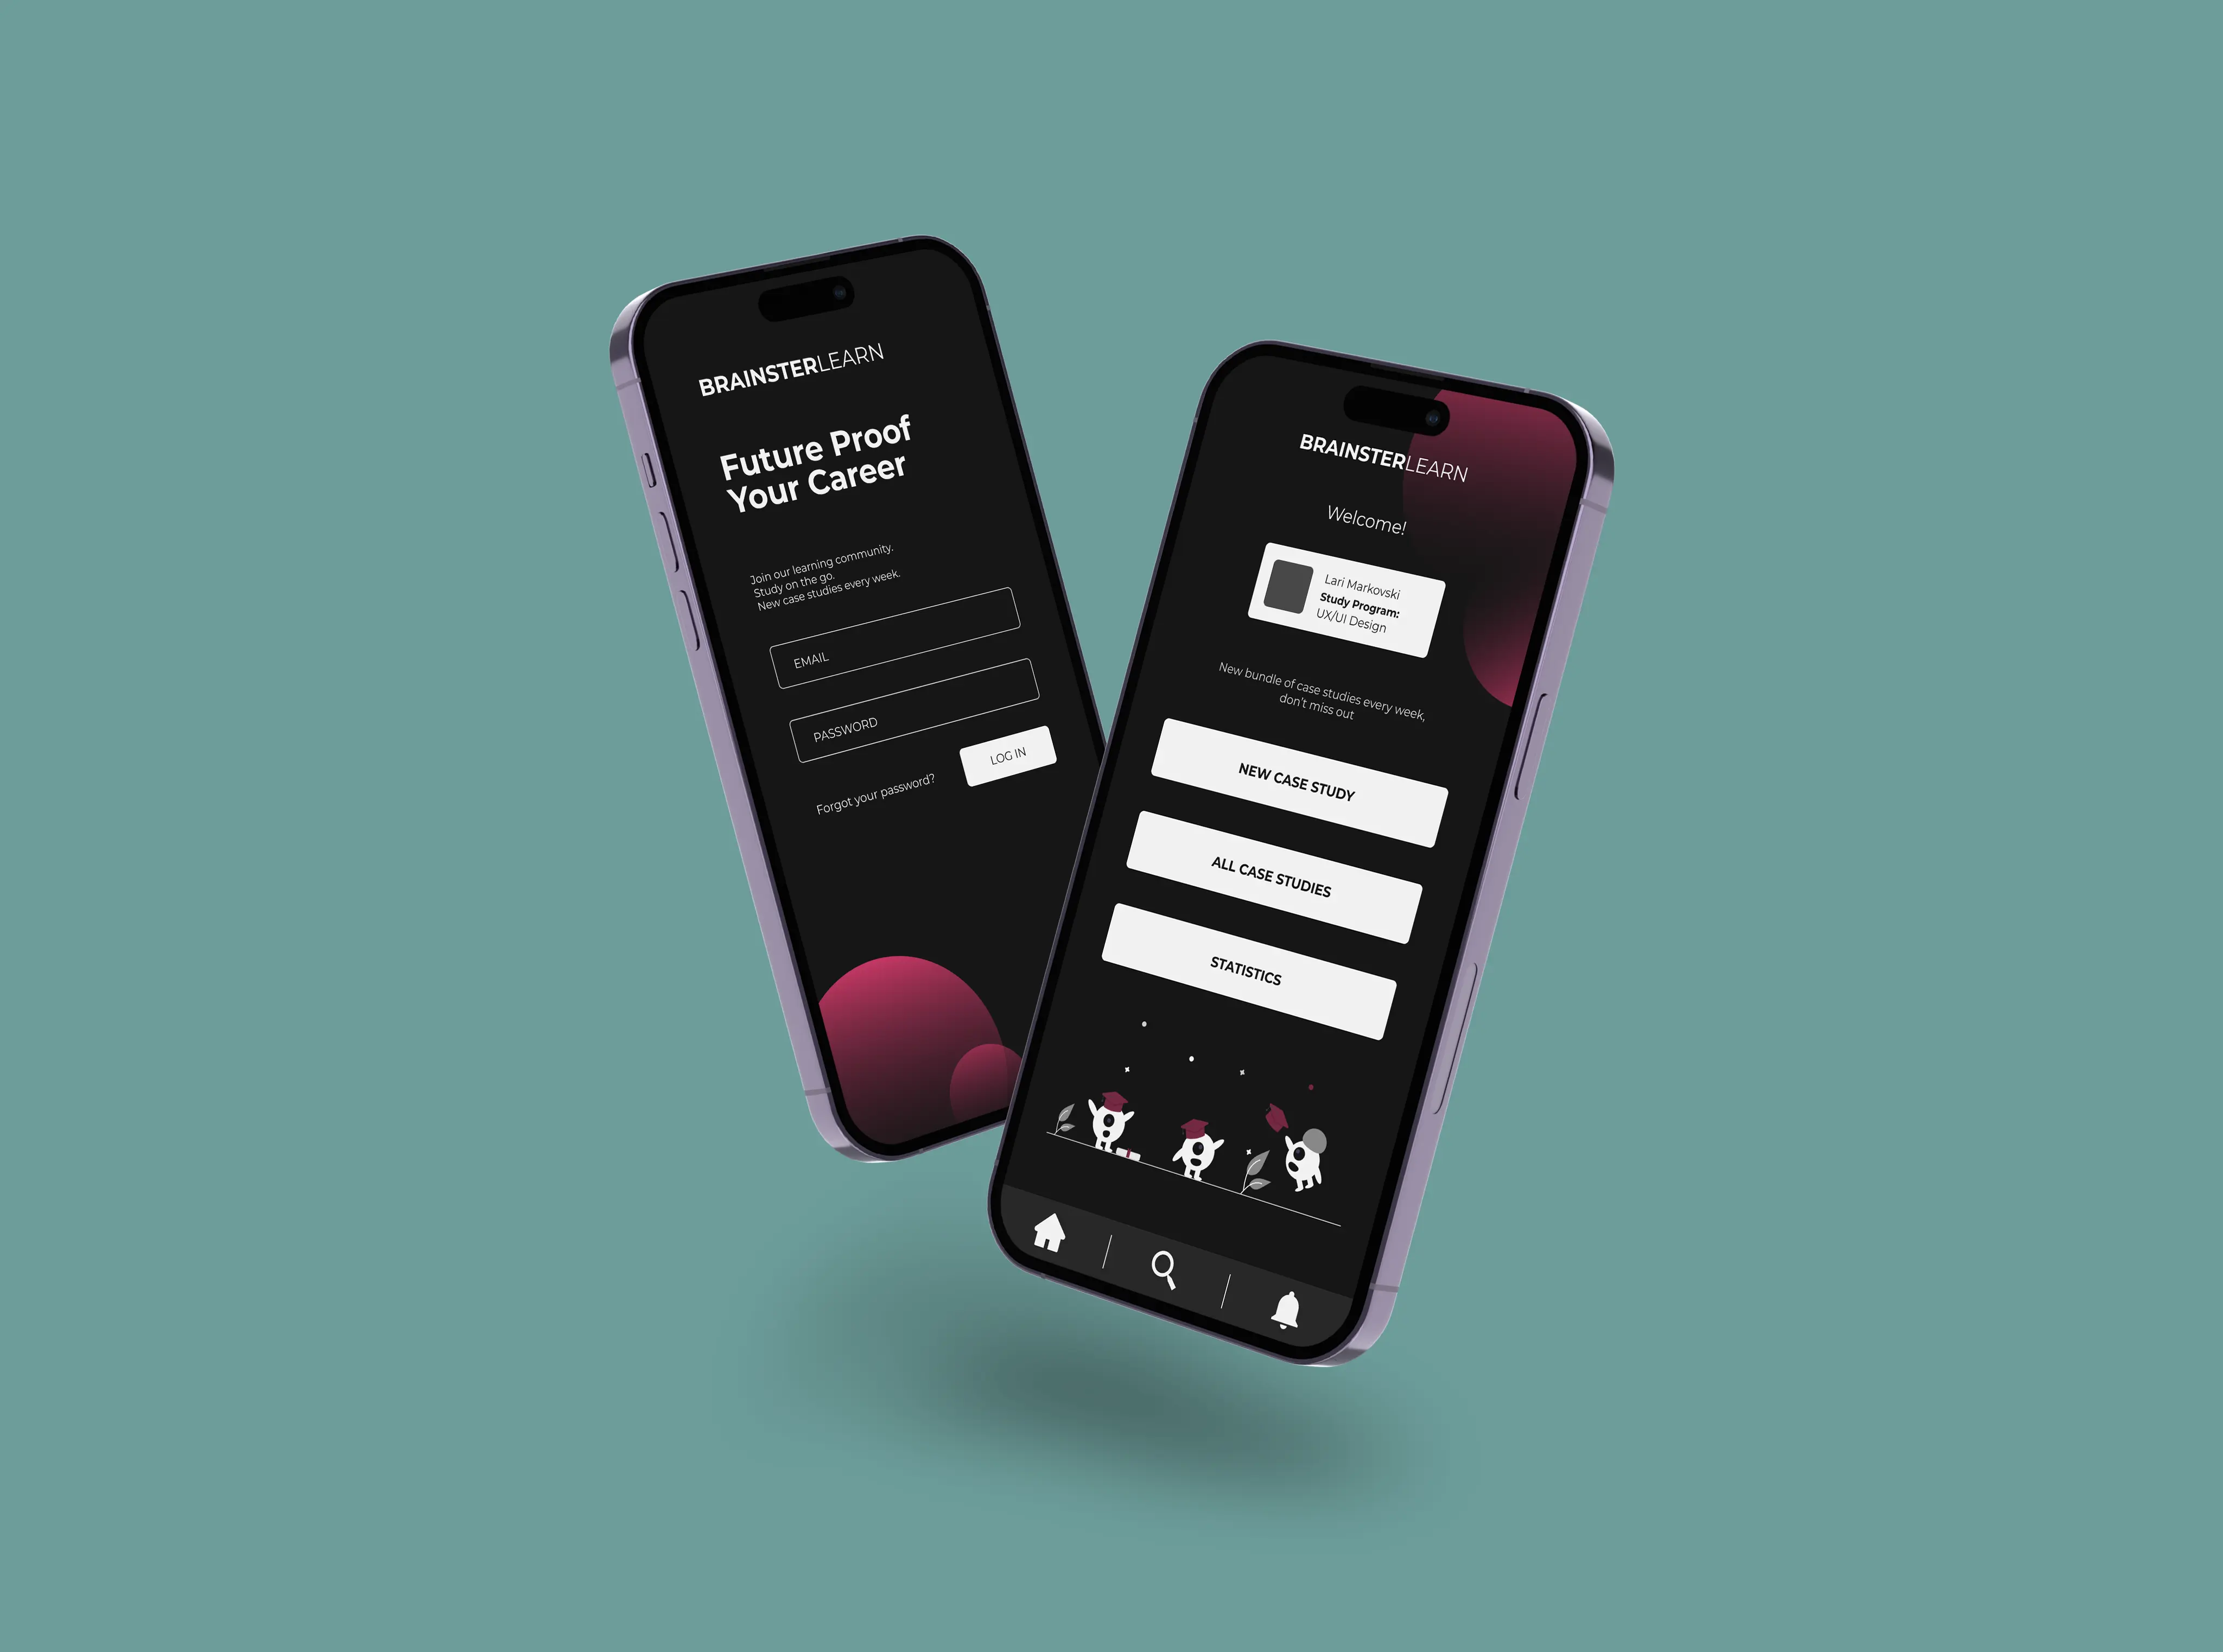 BRAINSTERLEARN
Future Proof
Your Career
Join our learning community.
Study on the go.
New case studies every week.
EMAIL
PASSWORD
LOG IN
Forgot your password?
BRAINSTERLEARN
Welcome!
Lari Markovski
Study Program:
UX/UI Design
New bundle of case studies every week,
don't miss out
NEW CASE STUDY
ALL CASE STUDIES
STATISTICS